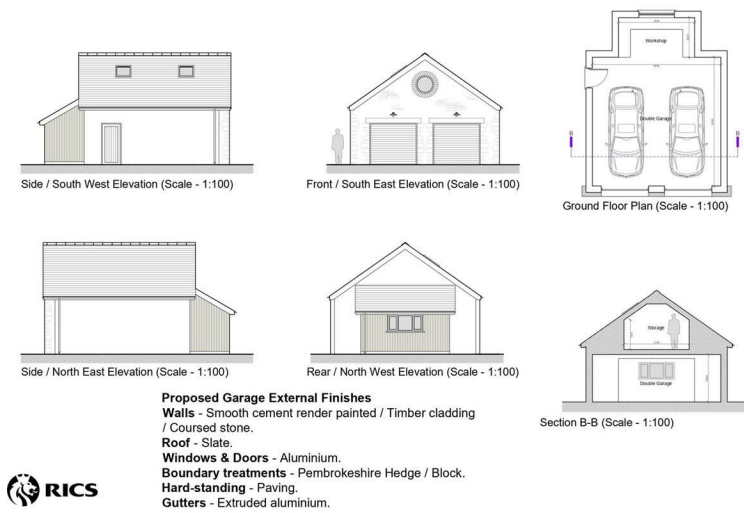 Workshop
Double Garage
B
B
Side / South West Elevation (Scale - 1:100)
Front / South East Elevation (Scale - 1:100)
Ground Floor Plan (Scale - 1:100)
Side / North East Elevation (Scale - 1:100)
Rear / North West Elevation (Scale - 1:100)
Storage
Double Garage
Section B-B (Scale - 1:100)
Proposed Garage External Finishes
Walls - Smooth cement render painted / Timber cladding
/ Coursed stone.
Roof - Slate.
Windows & Doors - Aluminium.
Boundary treatments - Pembrokeshire Hedge / Block.
Hard-standing - Paving.
Gutters - Extruded aluminium.
RICS